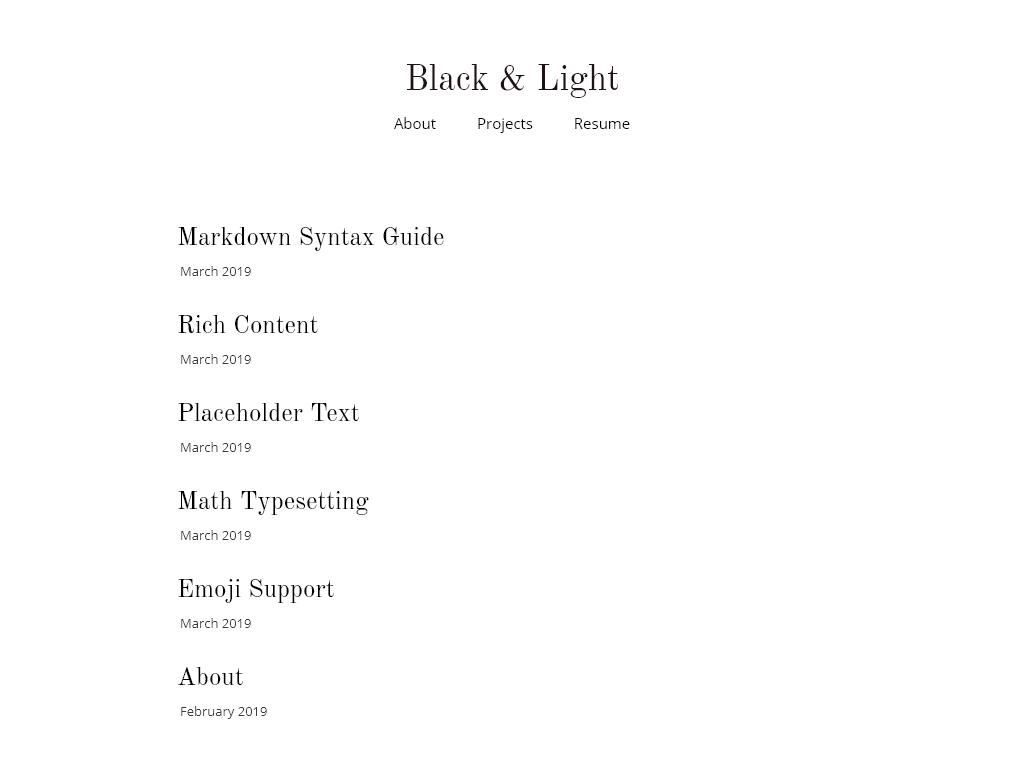 Black & Light
About Projects Resume
Markdown Syntax Guide
March 2019
Rich Content
March 2019
Placeholder Text
March 2019
Math Typesetting
March 2019
Emoji Support
March 2019
About
February 2019